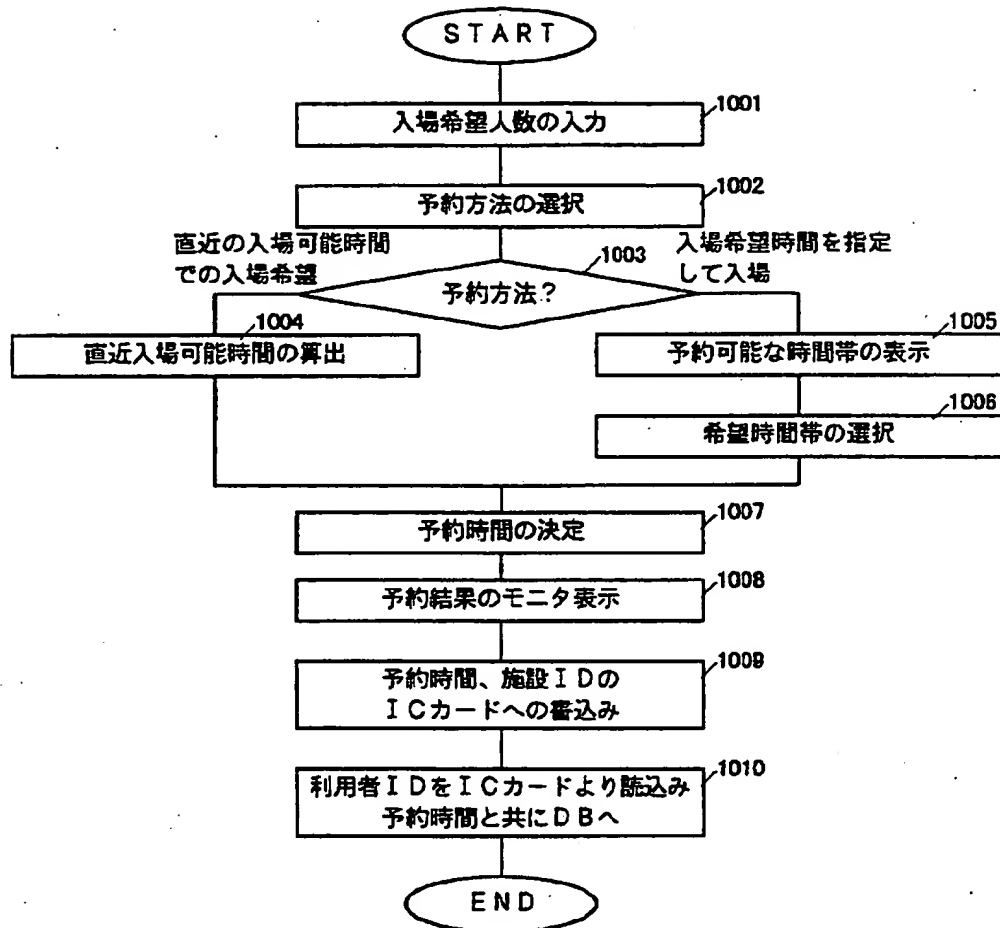 START
1001
入場希望人数の入力
1002
予約方法の選択
直近の入場可能時間
での入場希望
1003
入場希望時間を指定
して入場
予約方法?
1004
直近入場可能時間の算出
1005
予約可能な時間帯の表示
1006
希望時間帯の選択
1007
予約時間の決定
1008
予約結果のモニタ表示
1009
予約時間、施設IDの
ICカードへの書込み
1010
利用者IDをICカードより読込み
予約時間と共にDBへ
END